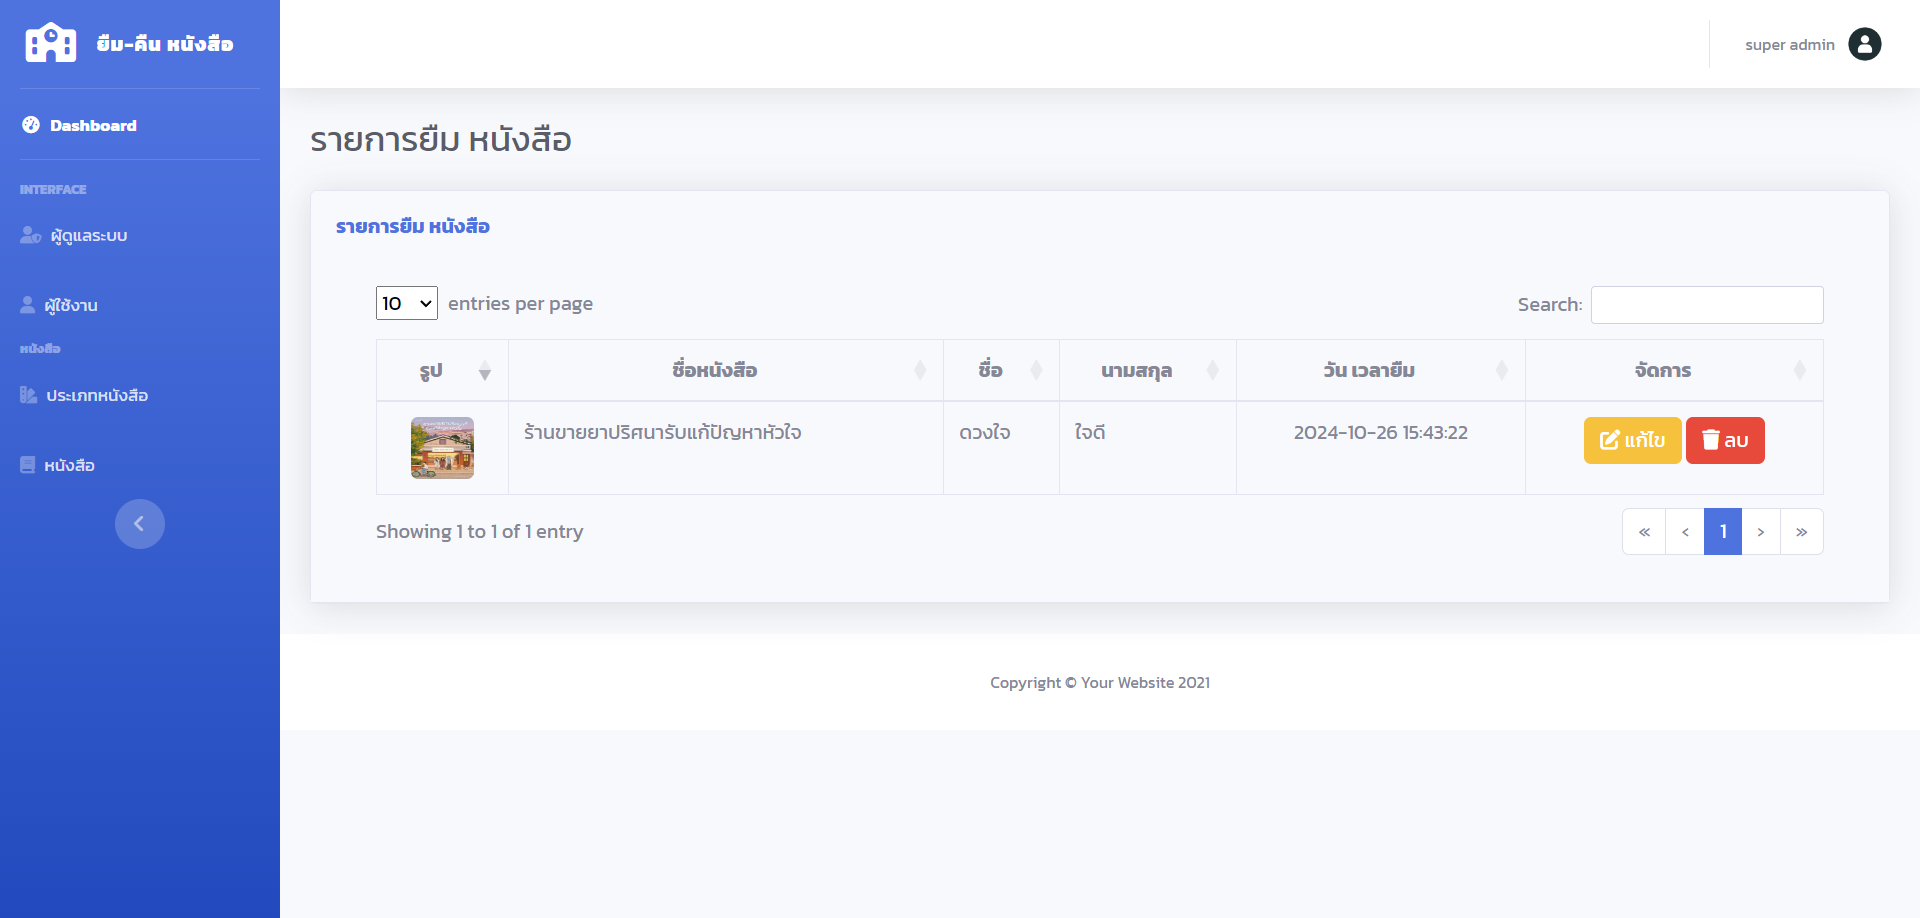 ยืม-คืน หนังสือ
super admin
Dashboard
INTERFACE
ผู้ดูแลระบบ
ผู้ใช้งาน
หนังสือ
ประเภทหนังสือ
หนังสือ
รายการยืม หนังสือ
รายการยืม หนังสือ
10 entries per page
Search:
รูป ชื่อหนังสือ ชื่อ นามสกุล วัน เวลายืม จัดการ
ร้านขายยาปริศนารับแก้ปัญหาหัวใจ ดวงใจ ใจดี 2024-10-26 15:43:22 แก้ไข ลบ
Showing 1 to 1 of 1 entry
« ‹ 1 › »
Copyright © Your Website 2021